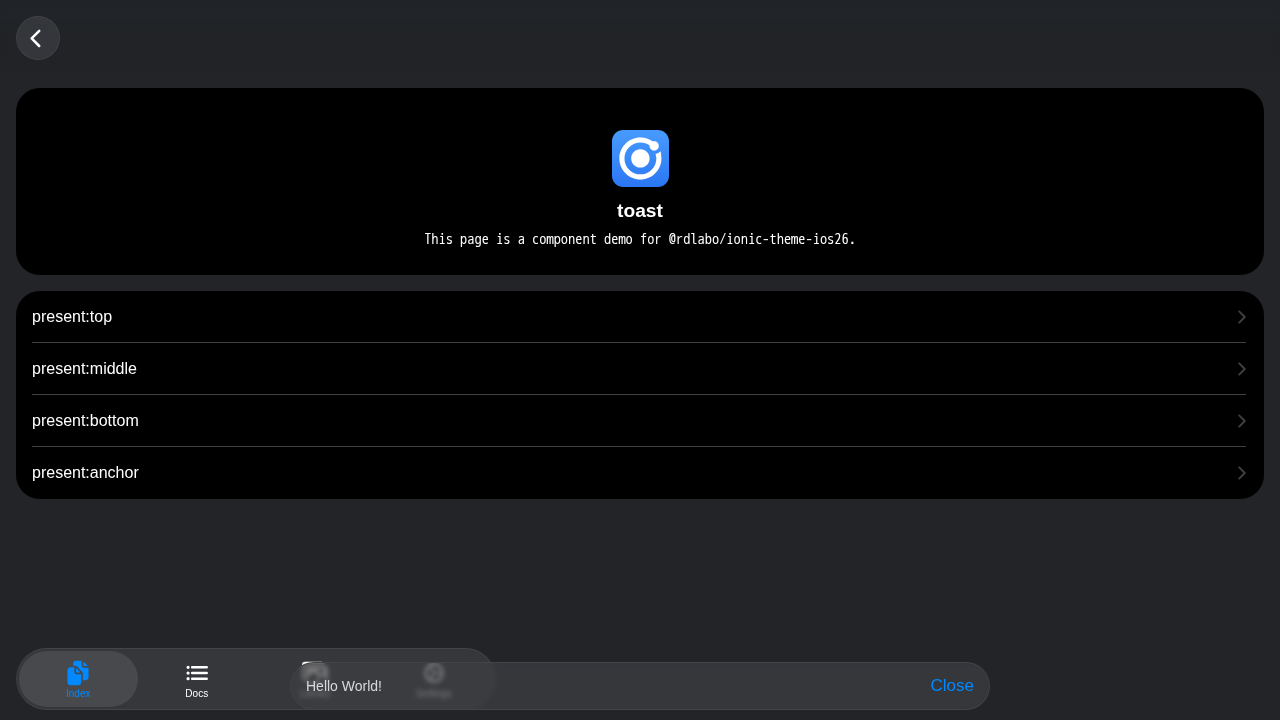 toast
This page is a component demo for @rdlabo/ionic-theme-ios26.
present:top
present:middle
present:bottom
present:anchor
Index
Docs
Settings
Hello World!
Close